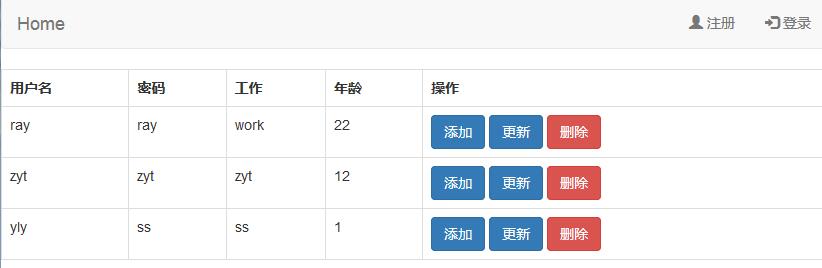 Home 注册 登录
用户名 密码 工作 年龄 操作
ray ray work 22 添加 更新 删除
zyt zyt zyt 12 添加 更新 删除
yly ss ss 1 添加 更新 删除